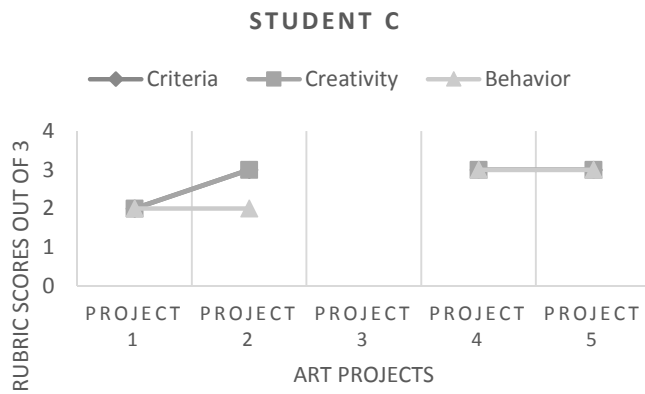 STUDENT C
Criteria Creativity Behavior
RUBRIC SCORES OUT OF 3
4
3
2
1
0
PROJECT 1 PROJECT 2 PROJECT 3 PROJECT 4 PROJECT 5
ART PROJECTS